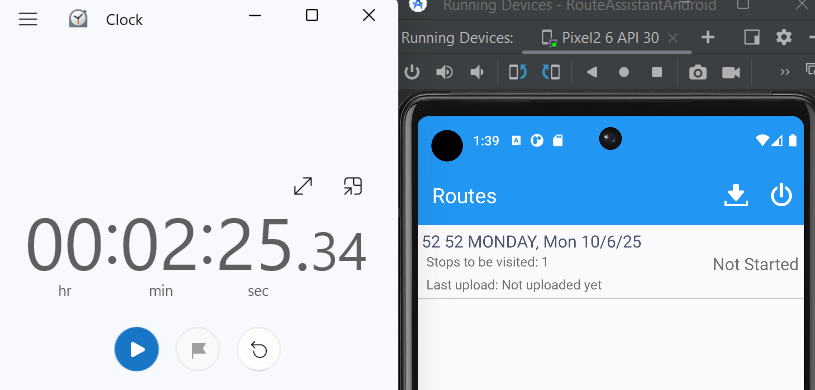 Clock
00:02:25.34
hr min sec
Running Devices - RouteAssistantAndroid
Running Devices: Pixel2 6 API 30
1:39
Routes
52 52 MONDAY, Mon 10/6/25
Stops to be visited: 1
Not Started
Last upload: Not uploaded yet